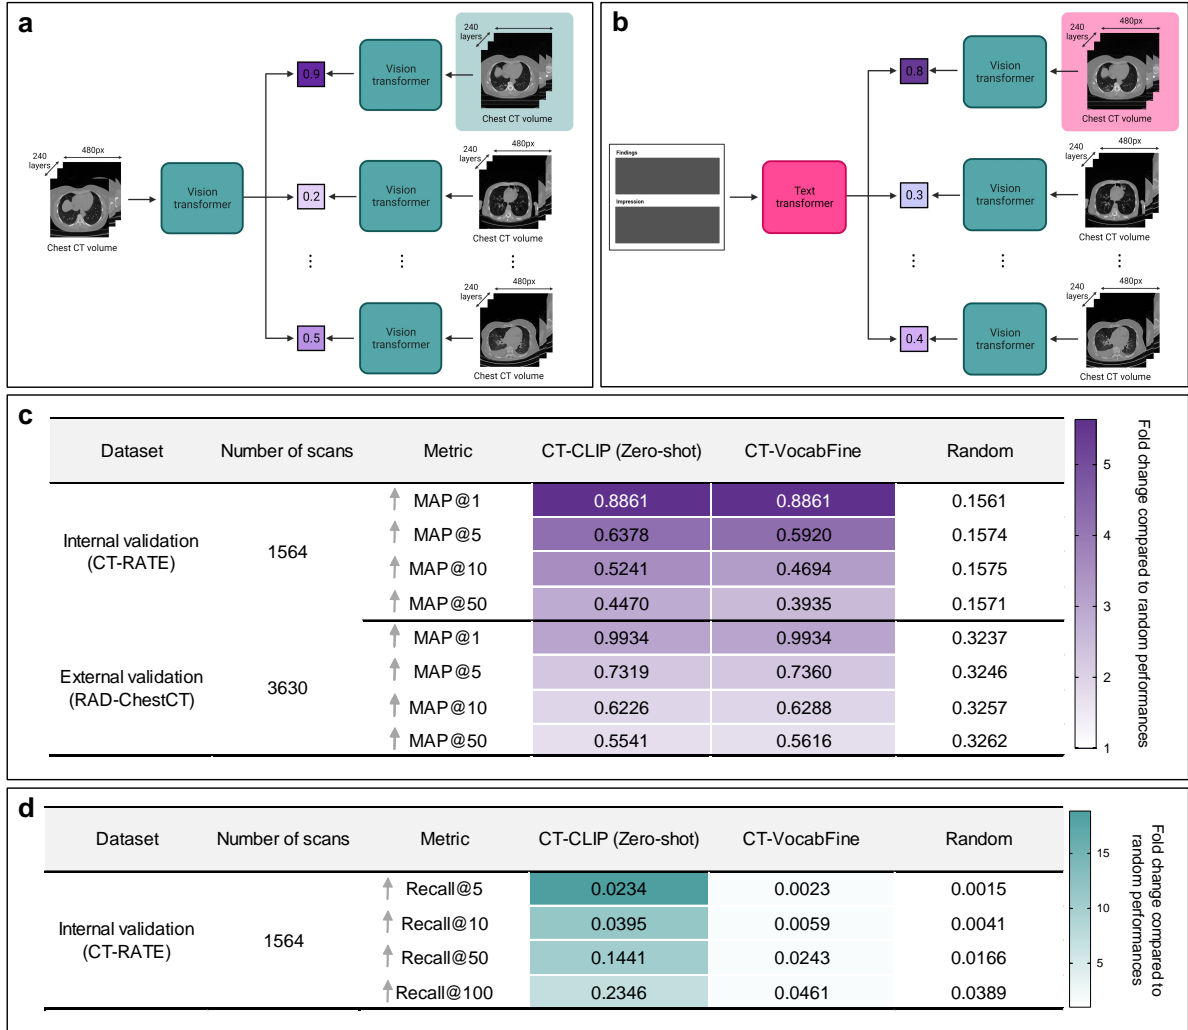 a
240
layers
480px
Chest CT volume
Vision
transformer
0.9
Vision
transformer
240
layers
480px
Chest CT volume
0.2
Vision
transformer
240
layers
480px
Chest CT volume
...
...
...
0.5
Vision
transformer
240
layers
480px
Chest CT volume
b
Findings
Impression
Text
transformer
0.8
Vision
transformer
240
layers
480px
Chest CT volume
0.3
Vision
transformer
240
layers
480px
Chest CT volume
...
...
...
0.4
Vision
transformer
240
layers
480px
Chest CT volume
c
Dataset Number of scans Metric CT-CLIP (Zero-shot) CT-VocabFine Random
Internal validation
(CT-RATE)
1564
MAP@1 0.8861 0.8861 0.1561
MAP@5 0.6378 0.5920 0.1574
MAP@10 0.5241 0.4694 0.1575
MAP@50 0.4470 0.3935 0.1571
External validation
(RAD-ChestCT)
3630
MAP@1 0.9934 0.9934 0.3237
MAP@5 0.7319 0.7360 0.3246
MAP@10 0.6226 0.6288 0.3257
MAP@50 0.5541 0.5616 0.3262
5
4
3
2
1
Fold change compared to random performances
d
Dataset Number of scans Metric CT-CLIP (Zero-shot) CT-VocabFine Random
Internal validation
(CT-RATE)
1564
Recall@5 0.0234 0.0023 0.0015
Recall@10 0.0395 0.0059 0.0041
Recall@50 0.1441 0.0243 0.0166
Recall@100 0.2346 0.0461 0.0389
15
10
5
Fold change compared to
random performances